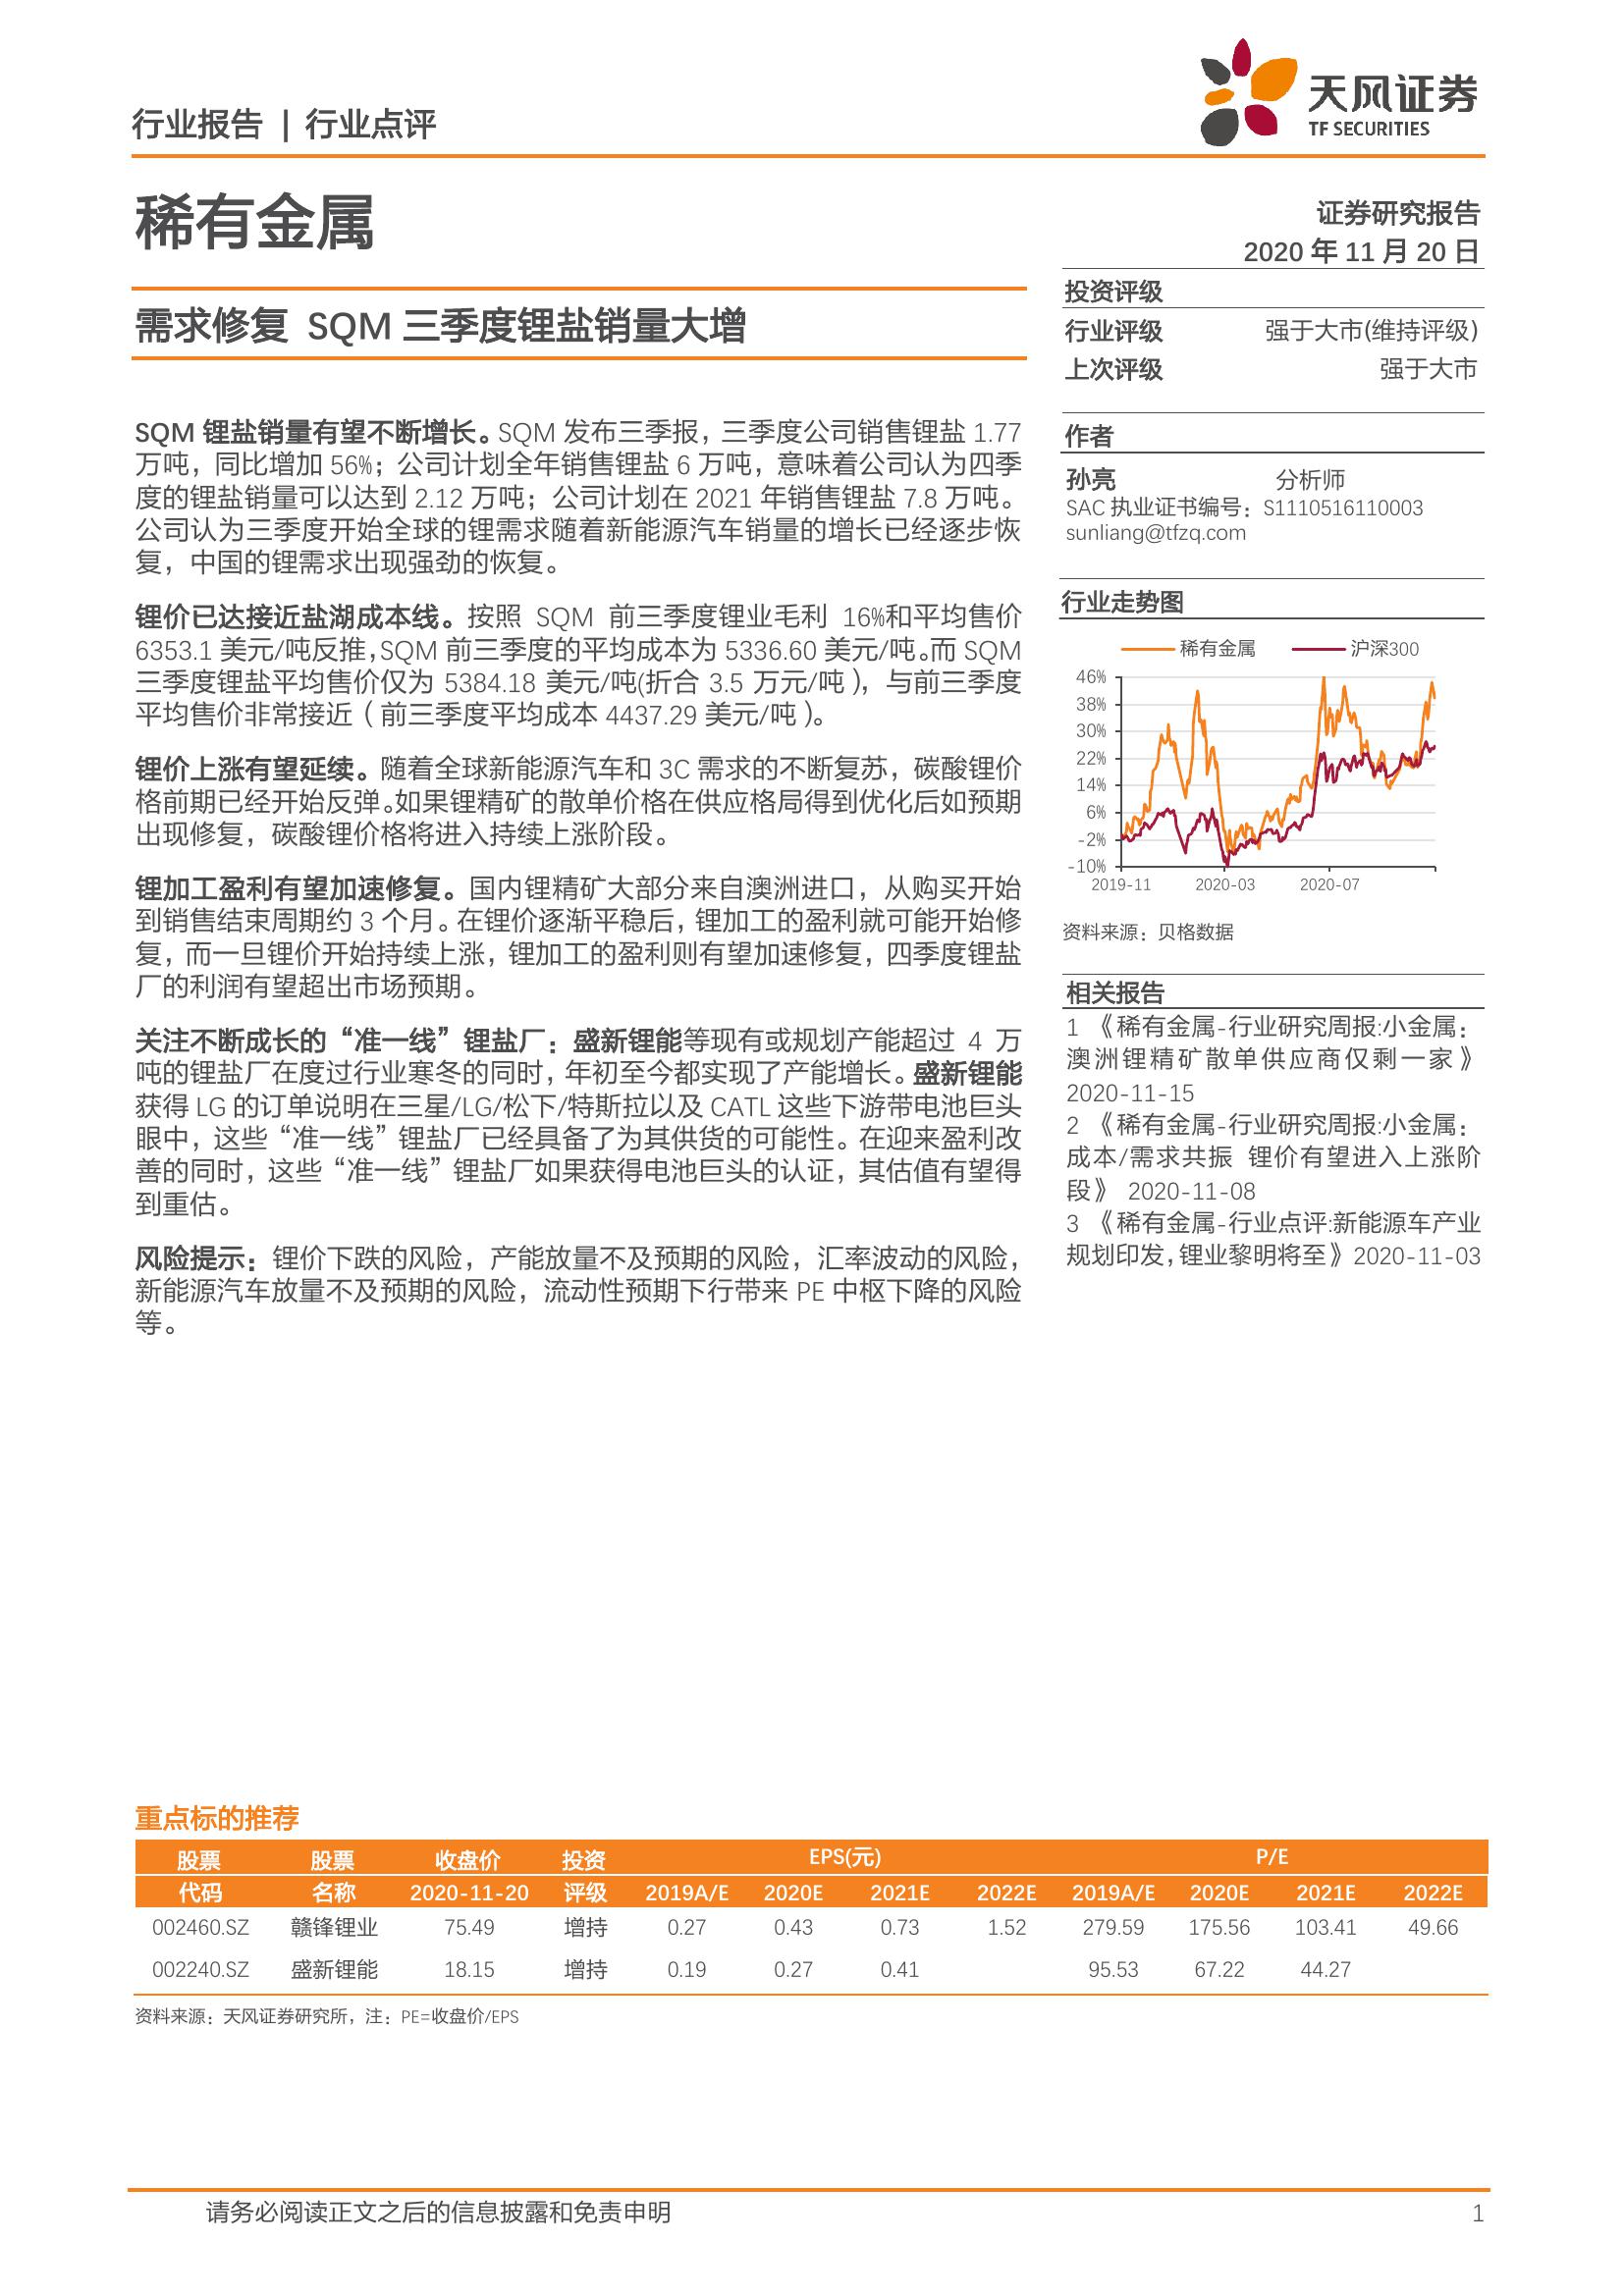 行业报告 | 行业点评
天风证券
TF SECURITIES
稀有金属
证券研究报告
2020 年 11 月 20 日
需求修复 SQM 三季度锂盐销量大增
SQM 锂盐销量有望不断增长。SQM 发布三季报，三季度公司销售锂盐 1.77
万吨，同比增加 56%；公司计划全年销售锂盐 6 万吨，意味着公司认为四季
度的锂盐销量可以达到 2.12 万吨；公司计划在 2021 年销售锂盐 7.8 万吨。
公司认为三季度开始全球的锂需求随着新能源汽车销量的增长已经逐步恢
复，中国的锂需求出现强劲的恢复。
锂价已达接近盐湖成本线。按照 SQM 前三季度锂业毛利 16%和平均售价
6353.1 美元/吨反推，SQM 前三季度的平均成本为 5336.60 美元/吨。而 SQM
三季度锂盐平均售价仅为 5384.18 美元/吨(折合 3.5 万元/吨)，与前三季度
平均售价非常接近（前三季度平均成本 4437.29 美元/吨）。
锂价上涨有望延续。随着全球新能源汽车和 3C 需求的不断复苏，碳酸锂价
格前期已经开始反弹。如果锂精矿的散单价格在供应格局得到优化后如预期
出现修复，碳酸锂价格将进入持续上涨阶段。
锂加工盈利有望加速修复。国内锂精矿大部分来自澳洲进口，从购买开始
到销售结束周期约 3 个月。在锂价逐渐平稳后，锂加工的盈利就可能开始修
复，而一旦锂价开始持续上涨，锂加工的盈利则有望加速修复，四季度锂盐
厂的利润有望超出市场预期。
关注不断成长的“准一线”锂盐厂：盛新锂能等现有或规划产能超过 4 万
吨的锂盐厂在度过行业寒冬的同时，年初至今都实现了产能增长。盛新锂能
获得 LG 的订单说明在三星/LG/松下/特斯拉以及 CATL 这些下游带电池巨头
眼中，这些“准一线”锂盐厂已经具备了为其供货的可能性。在迎来盈利改
善的同时，这些“准一线”锂盐厂如果获得电池巨头的认证，其估值有望得
到重估。
风险提示：锂价下跌的风险，产能放量不及预期的风险，汇率波动的风险，
新能源汽车放量不及预期的风险，流动性预期下行带来 PE 中枢下降的风险
等。
投资评级
行业评级 强于大市(维持评级)
上次评级 强于大市
作者
孙亮 分析师
SAC 执业证书编号：S1110516110003
sunliang@tfzq.com
行业走势图
稀有金属 沪深300
46%
38%
30%
22%
14%
6%
-2%
-10%
2019-11 2020-03 2020-07
资料来源：贝格数据
相关报告
1 《稀有金属-行业研究周报:小金属：
澳洲锂精矿散单供应商仅剩一家》
2020-11-15
2 《稀有金属-行业研究周报:小金属：
成本/需求共振 锂价有望进入上涨阶
段》 2020-11-08
3 《稀有金属-行业点评:新能源车产业
规划印发，锂业黎明将至》2020-11-03
重点标的推荐
股票 股票 收盘价 投资 EPS(元) P/E
代码 名称 2020-11-20 评级 2019A/E 2020E 2021E 2022E 2019A/E 2020E 2021E 2022E
002460.SZ 赣锋锂业 75.49 增持 0.27 0.43 0.73 1.52 279.59 175.56 103.41 49.66
002240.SZ 盛新锂能 18.15 增持 0.19 0.27 0.41 95.53 67.22 44.27
资料来源：天风证券研究所，注：PE=收盘价/EPS
请务必阅读正文之后的信息披露和免责申明 1